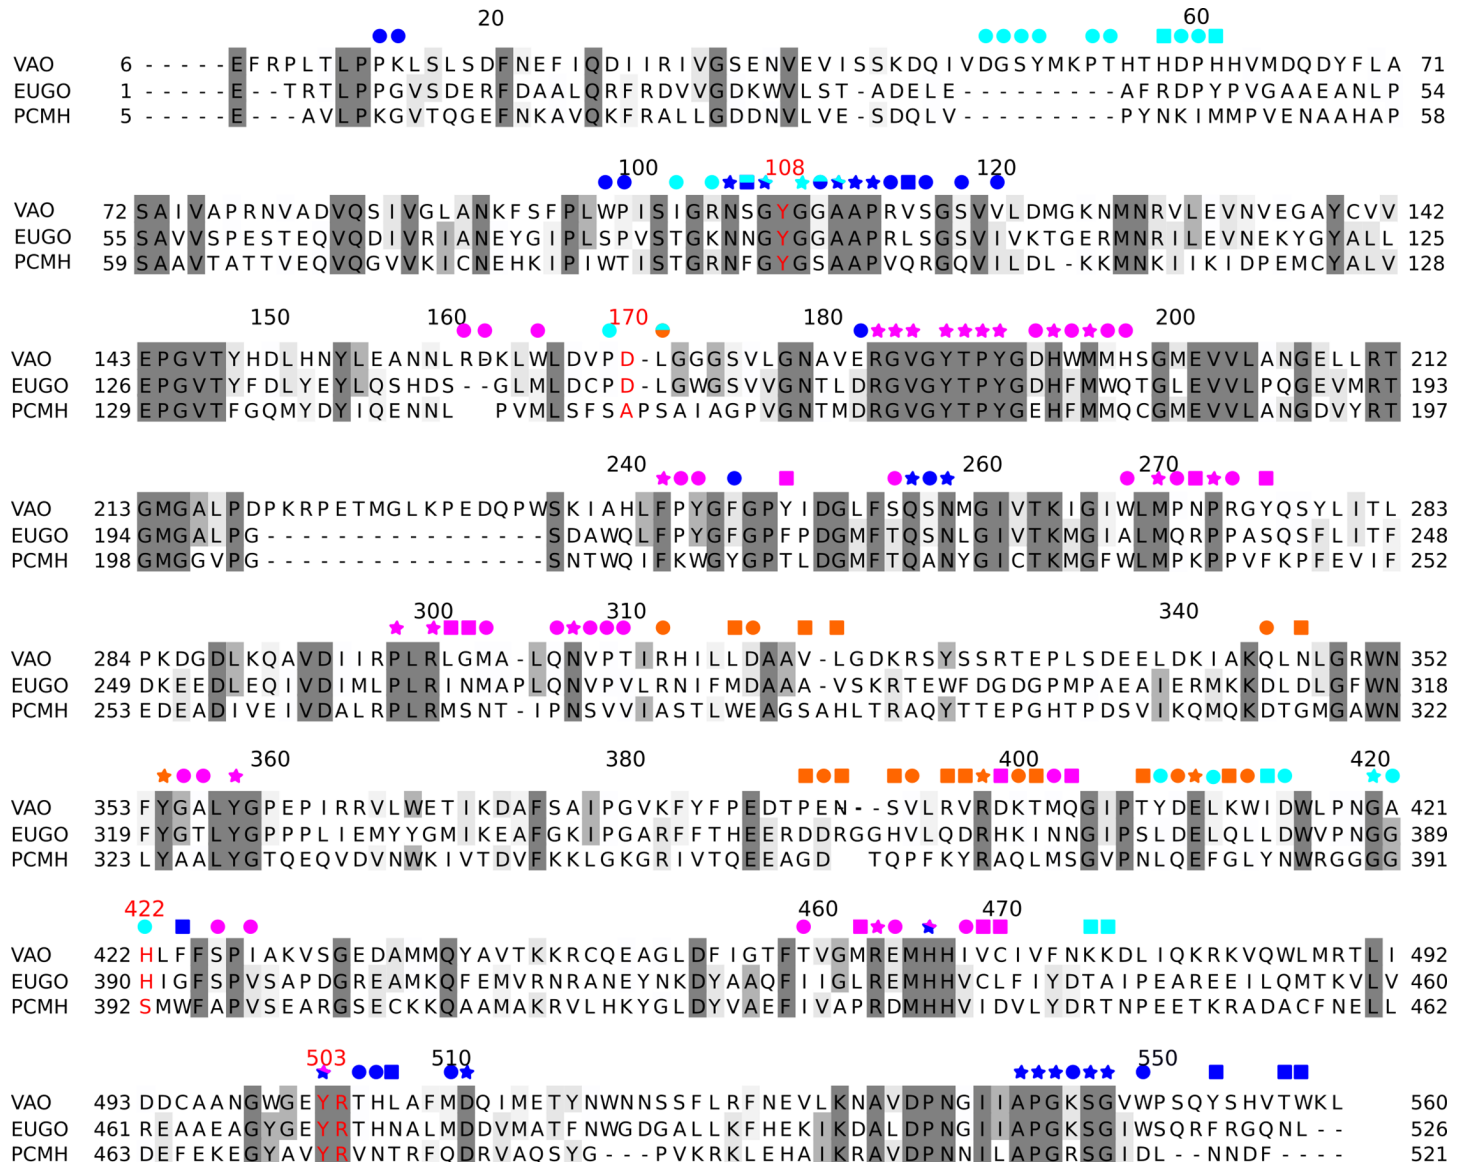 20 60
VAO 6 -----EFRPLTLPPKLSLSDFNEFIQDIIRIVGSENVEVISSKDQIVDGSYMKPTHTHDPHHVMDQDYFLA 71
EUGO 1 -----E--TRTLPPGVSDERFDAALQRFRDVVGDKWVLST-ADELE---------AFRDPYPVGAAEANLP 54
PCMH 5 -----E---AVLPKGVTQGEFNKAVQKFRALLGDDNVLVE-SDQLV---------PYNKIMMPVENAAHAP 58
100 108 120
VAO 72 SAIVAPRNVADVQSIVGLANKFSFPLWPISIGRNSGYGGAAPRVSGSVVLDMGKNMNRVLEVNVEGAYCVV 142
EUGO 55 SAVVSPESTEQVQDIVRIANEYGIPLSPVSTGKNNGYGGAAPRLSGSVIVKTGERMNRILEVNEKYGYALL 125
PCMH 59 SAAVTATTVEQVQGVVKICNEHKIPIWTISTGRNFGYGSAAPVQRGQVILDL-KKMNKIIKIDPEMCYALV 128
150 160 170 180 200
VAO 143 EPGVTYHDLHNYLEANNLRDKLWLDVPD-LGGGSVLGNAVERGVGYTPYGDHWMMHSGMEVVLANGELLRT 212
EUGO 126 EPGVTYFDLYEYLQSHDS--GLMLDCPD-LGWGSVVGNTLDRGVGYTPYGDHFMWQTGLEVVLPQGEVMRT 193
PCMH 129 EPGVTFGQMYDYIQENNL PVMLSFSAPSAIAGPVGNTMDRGVGYTPYGEHFMMQCGMEVVLANGDVYRT 197
240 260 270
VAO 213 GMGALPDPKRPETMGLKPEDQPWSKIAHLFPYGFGPYIDGLFSQSNMGIVTKIGIWLMPNPRGYQSYLITL 283
EUGO 194 GMGALPG----------------SDAWQLFPYGFGPFPDGMFTQSNLGIVTKMGIALMQRPPASQSFLITF 248
PCMH 198 GMGGVPG----------------SNTWQIFKWGYGPTLDGMFTQANYGICTKMGFWLMPKPPVFKPFEVIF 252
300 310 340
VAO 284 PKDGDLKQAVDIIRPLRLGMA-LQNVPTIRHILLDAAV-LGDKRSYSSRTEPLSDEELDKIAKQLNLGRWN 352
EUGO 249 DKEEDLEQIVDIMLPLRINMAPLQNVPVLRNIFMDAAA-VSKRTEWFDGDGPMPAEAIERMKKDLDLGFWN 318
PCMH 253 EDEADIVEIVDALRPLRMSNT-IPNSVVIASTLWEAGSAHLTRAQYTTEPGHTPDSVIKQMQKDTGMGAWN 322
360 380 400 420
VAO 353 FYGALYGPEPIRRVLWETIKDAFSAIPGVKFYFPEDTPEN--SVLRVRDKTMQGIPTYDELKWIDWLPNGA 421
EUGO 319 FYGTLYGPPPLIEMYYGMIKEAFGKIPGARFFTHEERDDRGGHVLQDRHKINNGIPSLDELQLLDWVPNGG 389
PCMH 323 LYAALYGTQEQVDVNWKIVTDVFKKLGKGRIVTQEEAGD TQPFKYRAQLMSGVPNLQEFGLYNWRGGGG 391
422 460 470
VAO 422 HLFFSPIAKVSGEDAMMQYAVTKKRCQEAGLDFIGTFTVGMREMHHIVCIVFNKKDLIQKRKVQWLMRTLI 492
EUGO 390 HIGFSPVSAPDGREAMKQFEMVRNRANEYNKDYAAQFIIGLREMHHVCLFIYDTAIPEAREEILQMTKVLV 460
PCMH 392 SMWFAPVSEARGSECKKQAAMAKRVLHKYGLDYVAEFIVAPRDMHHVIDVLYDRTNPEETKRADACFNELL 462
503 510 550
VAO 493 DDCAANGWGEYRTHLAFMDQIMETYNWNNSSFLRFNEVLKNAVDPNGIIAPGKSGVWPSQYSHVTWKL 560
EUGO 461 REAAEAGYGEYRTHNALMDDVMATFNWGDGALLKFHEKIKDALDPNGIIAPGKSGIWSQRFRGQNL-- 526
PCMH 463 DEFEKEGYAVYRVNTRFQDRVAQSYG---PVKRKLEHAIKRAVDPNNILAPGRSGIDL--NNDF---- 521